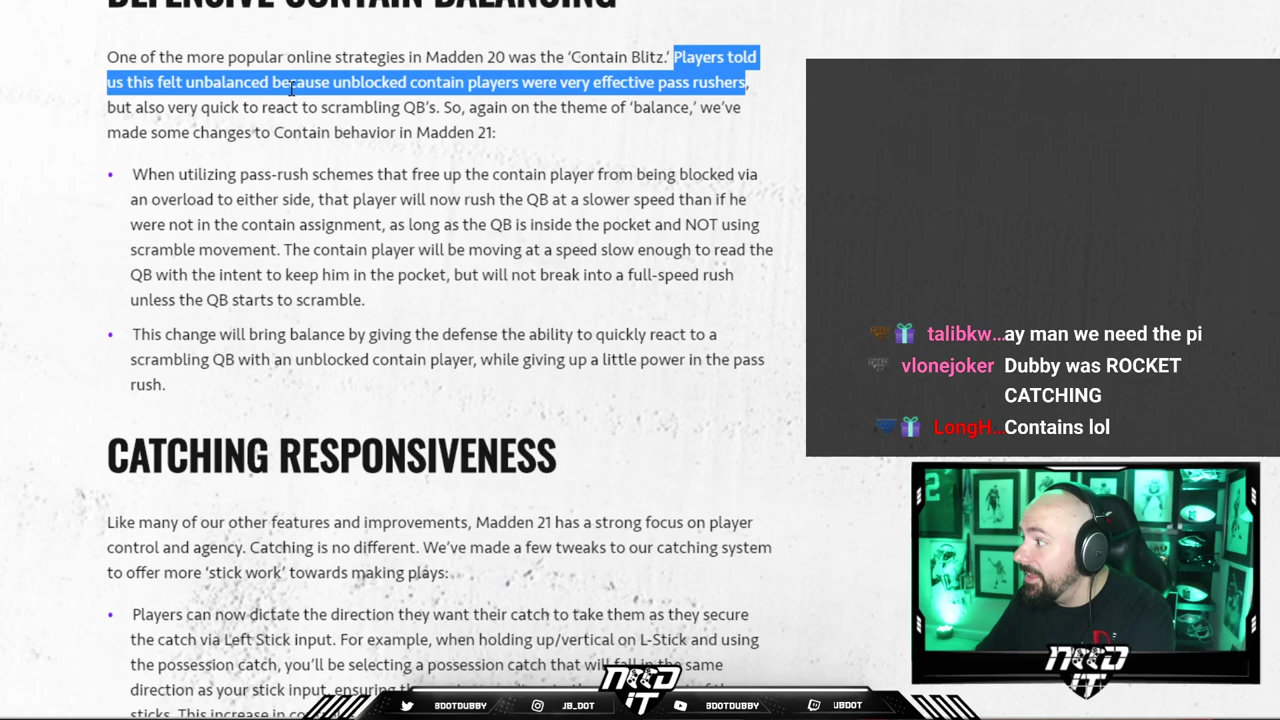 DEFENSIVE CONTAIN BALANCING
One of the more popular online strategies in Madden 20 was the ‘Contain Blitz.’ Players told
us this felt unbalanced because unblocked contain players were very effective pass rushers,
but also very quick to react to scrambling QB’s. So, again on the theme of ‘balance,’ we’ve
made some changes to Contain behavior in Madden 21:
• When utilizing pass-rush schemes that free up the contain player from being blocked via
an overload to either side, that player will now rush the QB at a slower speed than if he
were not in the contain assignment, as long as the QB is inside the pocket and NOT using
scramble movement. The contain player will be moving at a speed slow enough to read the
QB with the intent to keep him in the pocket, but will not break into a full-speed rush
unless the QB starts to scramble.
• This change will bring balance by giving the defense the ability to quickly react to a
scrambling QB with an unblocked contain player, while giving up a little power in the pass
rush.
CATCHING RESPONSIVENESS
Like many of our other features and improvements, Madden 21 has a strong focus on player
control and agency. Catching is no different. We’ve made a few tweaks to our catching system
to offer more ‘stick work’ towards making plays:
• Players can now dictate the direction they want their catch to take them as they secure
the catch via Left Stick input. For example, when holding up/vertical on L-Stick and using
the possession catch, you’ll be selecting a possession catch that will fall in the same
direction as your stick input, ensuring
sticks. This increase in
talibkw... ay man we need the pi
vlonejoker Dubby was ROCKET
CATCHING
LongH... Contains lol
9DOTDUBBY
JB_DOT
9DOTDUBBY